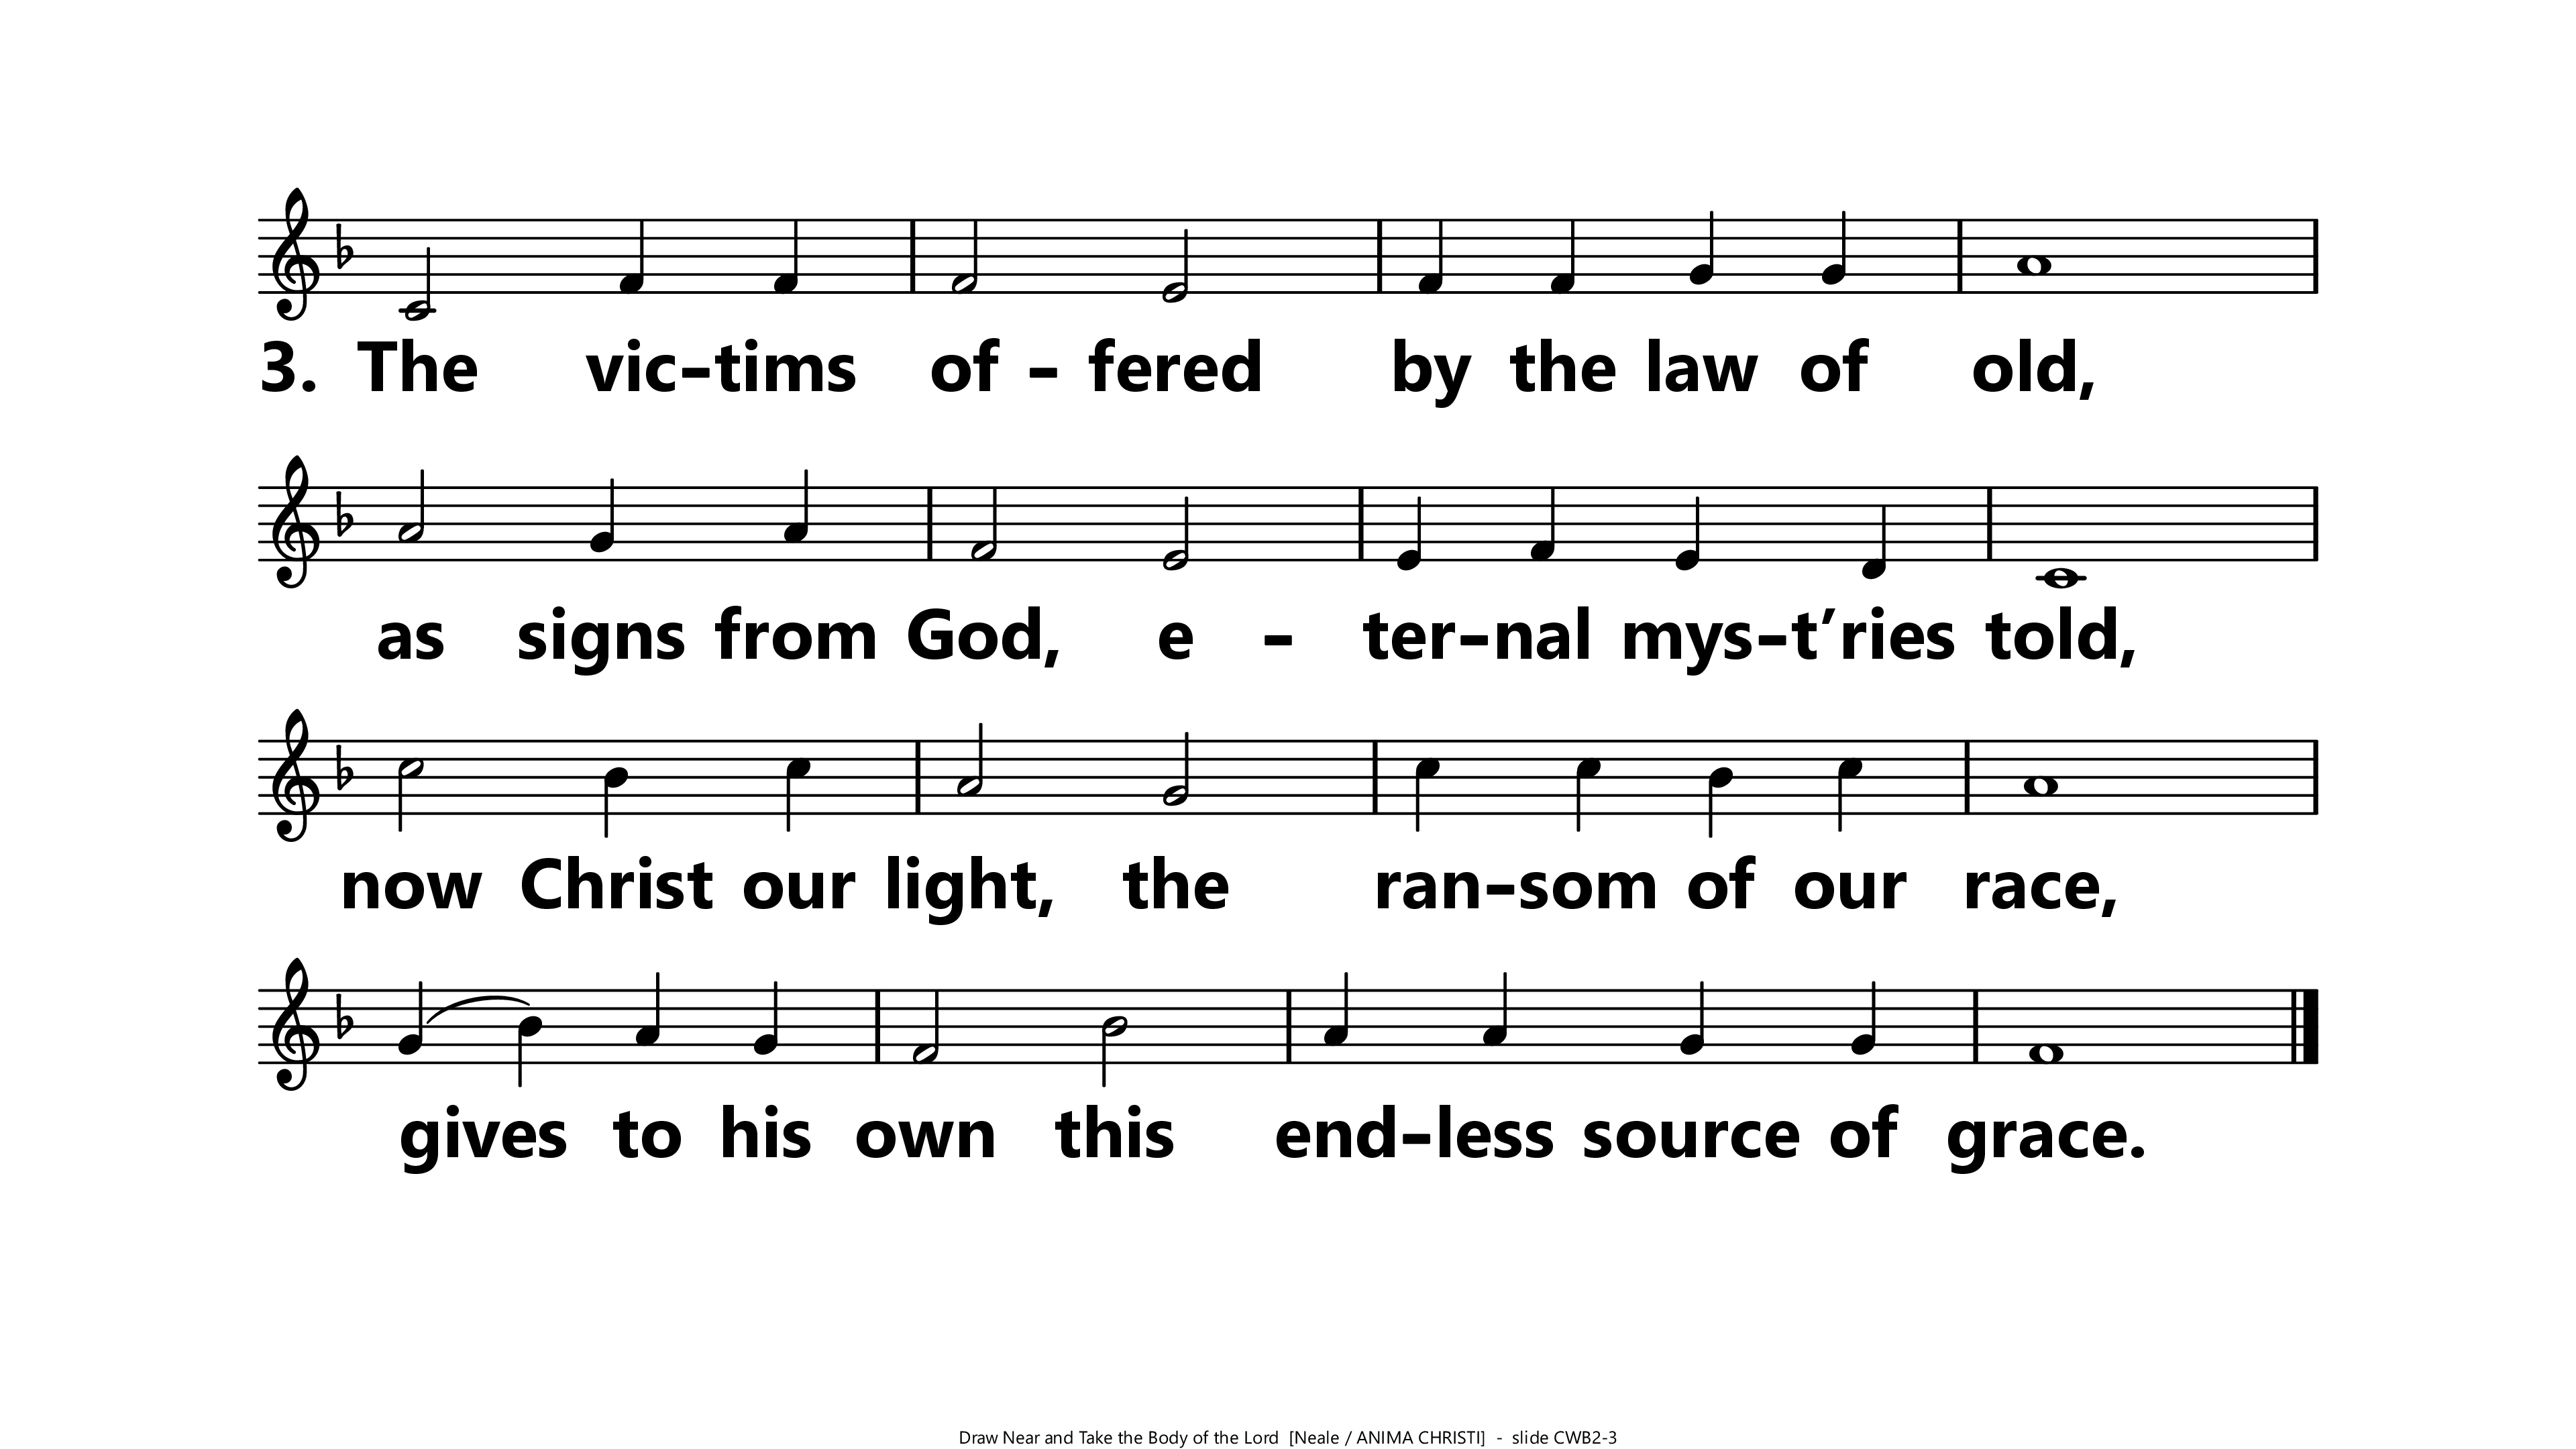 3. The vic-tims of - fered by the law of old,
as signs from God, e - ter-nal mys-t’ries told,
now Christ our light, the ran-som of our race,
gives to his own this end-less source of grace.
Draw Near and Take the Body of the Lord [Neale / ANIMA CHRISTI] - slide CWB2-3